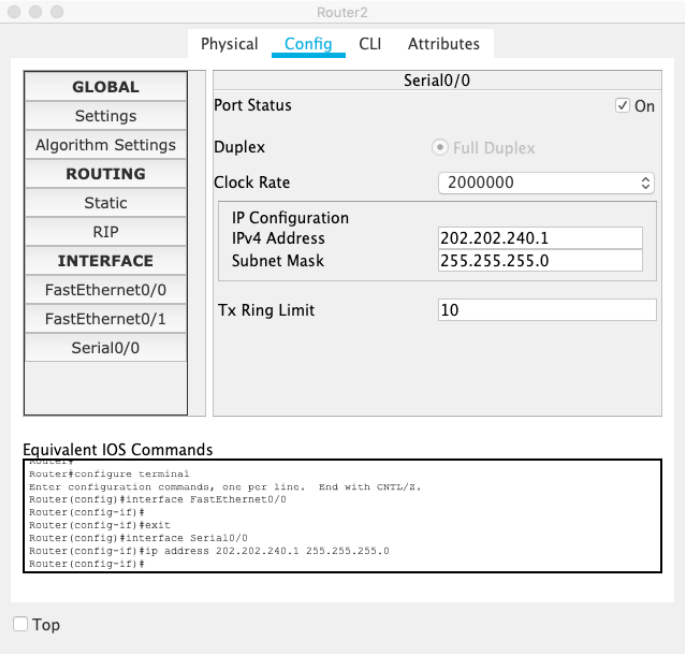 Router2
Physical Config CLI Attributes
GLOBAL
Settings
Algorithm Settings
ROUTING
Static
RIP
INTERFACE
FastEthernet0/0
FastEthernet0/1
Serial0/0
Serial0/0
Port Status On
Duplex Full Duplex
Clock Rate 2000000
IP Configuration
IPv4 Address 202.202.240.1
Subnet Mask 255.255.255.0
Tx Ring Limit 10
Equivalent IOS Commands
Router#
Router#configure terminal
Enter configuration commands, one per line. End with CNTL/Z.
Router(config)#interface FastEthernet0/0
Router(config-if)#
Router(config-if)#exit
Router(config)#interface Serial0/0
Router(config-if)#ip address 202.202.240.1 255.255.255.0
Router(config-if)#
Top